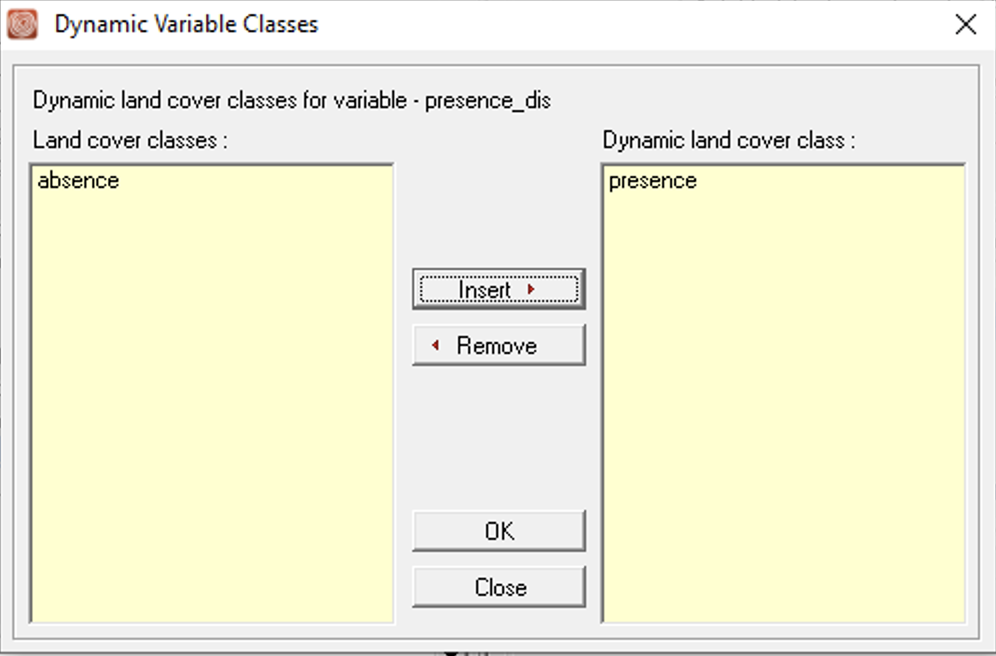 Dynamic Variable Classes
Dynamic land cover classes for variable - presence_dis
Land cover classes :
Dynamic land cover class :
absence
presence
Insert
Remove
OK
Close